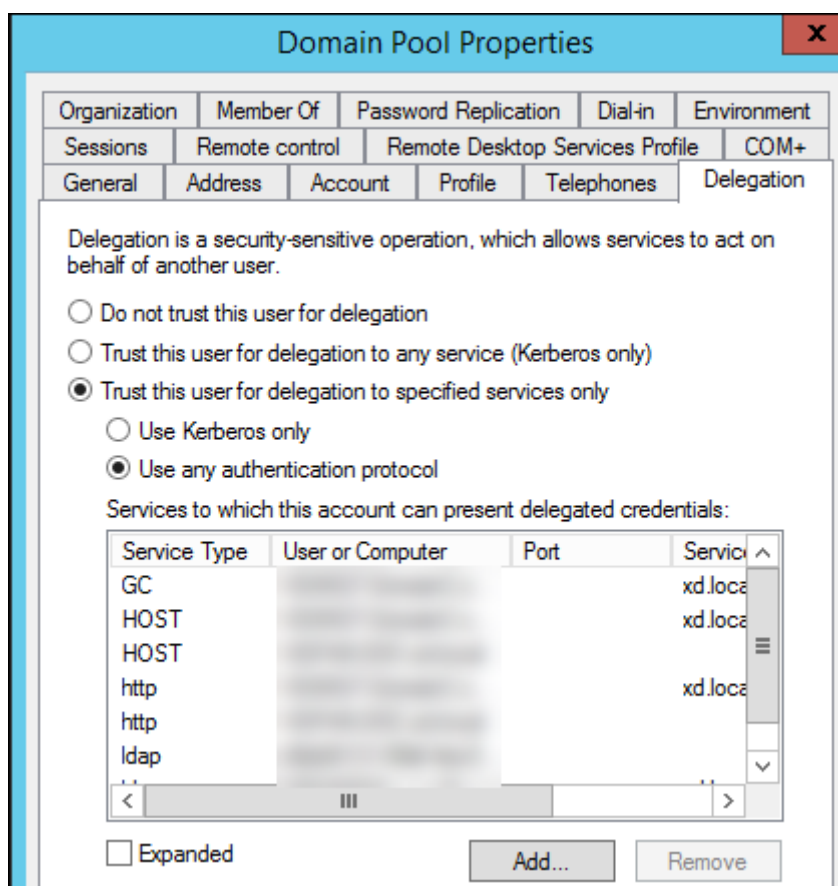 Domain Pool Properties
x
Organization Member Of Password Replication Dial-in Environment
Sessions Remote control Remote Desktop Services Profile COM+
General Address Account Profile Telephones Delegation
Delegation is a security-sensitive operation, which allows services to act on
behalf of another user.
Do not trust this user for delegation
Trust this user for delegation to any service (Kerberos only)
Trust this user for delegation to specified services only
Use Kerberos only
Use any authentication protocol
Services to which this account can present delegated credentials:
Service Type User or Computer Port Servic
GC xd.loca
HOST xd.loca
HOST
http xd.loca
http
ldap
Expanded Add... Remove